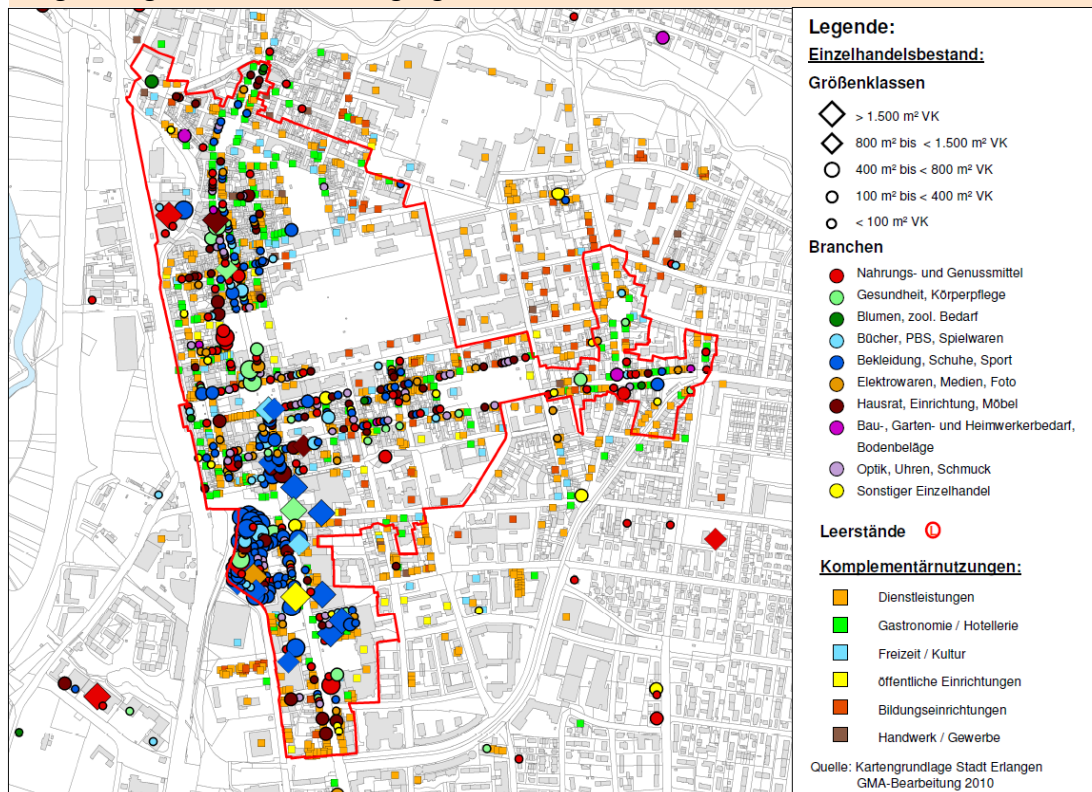 Legende:
Einzelhandelsbestand:
Größenklassen
> 1.500 m² VK
800 m² bis < 1.500 m² VK
400 m² bis < 800 m² VK
100 m² bis < 400 m² VK
< 100 m² VK
Branchen
Nahrungs- und Genussmittel
Gesundheit, Körperpflege
Blumen, zool. Bedarf
Bücher, PBS, Spielwaren
Bekleidung, Schuhe, Sport
Elektrowaren, Medien, Foto
Hausrat, Einrichtung, Möbel
Bau-, Garten- und Heimwerkerbedarf,
Bodenbeläge
Optik, Uhren, Schmuck
Sonstiger Einzelhandel
Leerstände L
Komplementärnutzungen:
Dienstleistungen
Gastronomie / Hotellerie
Freizeit / Kultur
öffentliche Einrichtungen
Bildungseinrichtungen
Handwerk / Gewerbe
Quelle: Kartengrundlage Stadt Erlangen
GMA-Bearbeitung 2010